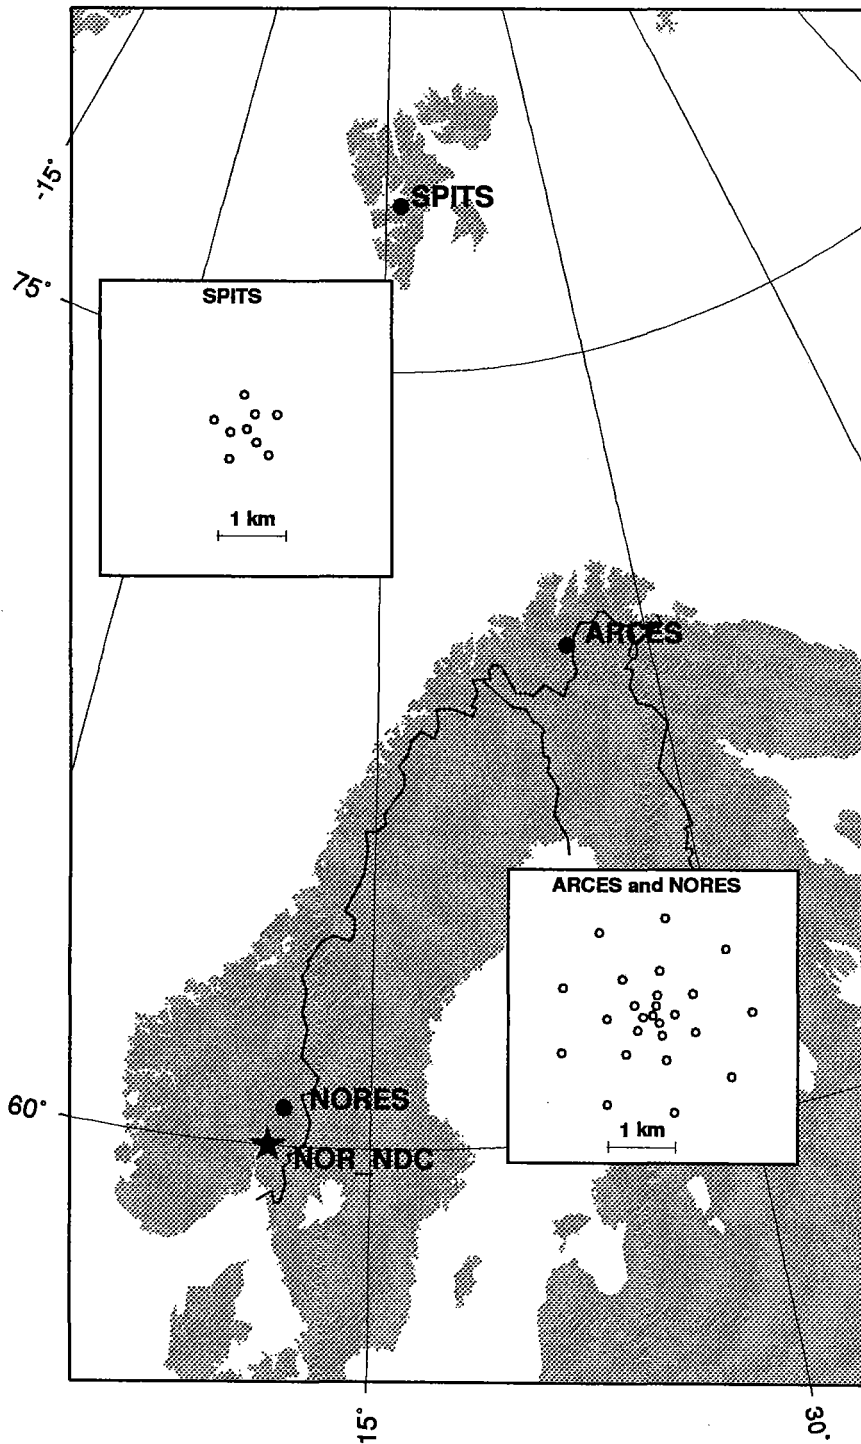 -15°
SPITS
75°
SPITS
1 km
ARCES
ARCES and NORES
1 km
60°
NORES
NOR_NDC
15°
30°